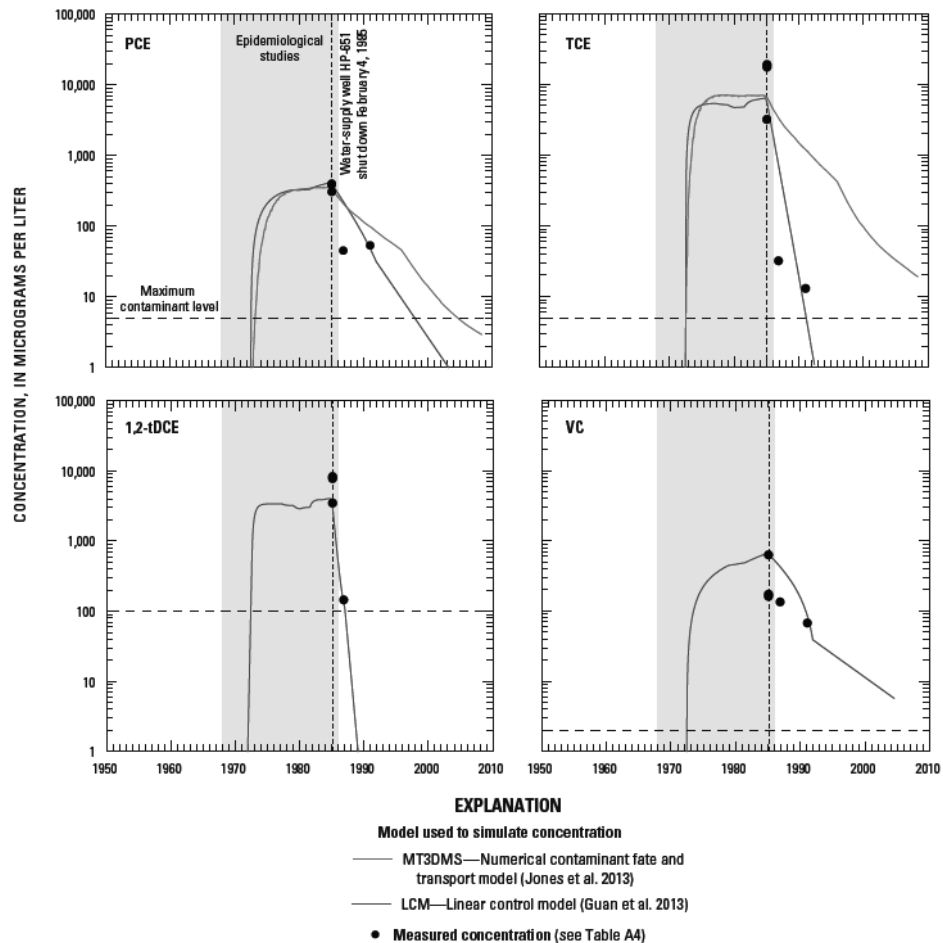 CONCENTRATION, IN MICROGRAMS PER LITER
100,000
10,000
1,000
100
10
1
PCE
Epidemiological
studies
Water-supply well HP-651
shut down February 4, 1985
Maximum
contaminant level
TCE
100,000
10,000
1,000
100
10
1
1950
1970
1980
1990
2000
2010
1,2-tDCE
1950
1950
1970
1980
1990
2000
2010
VC
EXPLANATION
Model used to simulate concentration
MT3DMS—Numerical contaminant fate and
transport model (Jones et al. 2013)
LCM—Linear control model (Guan et al. 2013)
Measured concentration (see Table A4)